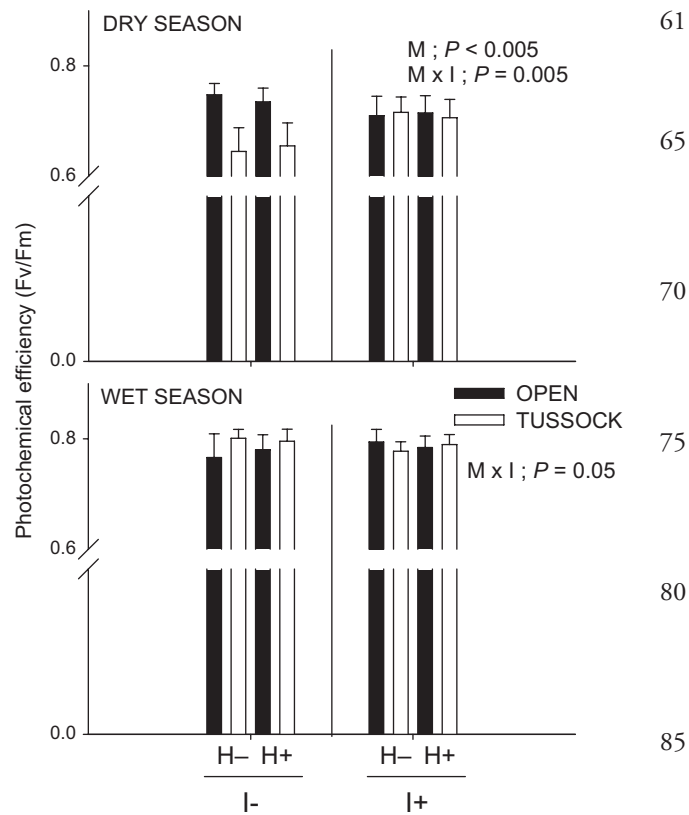 DRY SEASON
61
M ; P < 0.005
M x I ; P = 0.005
0.8
65
0.6
70
0.0
Photochemical efficiency (Fv/Fm)
WET SEASON
OPEN
TUSSOCK
0.8
75
M x I ; P = 0.05
0.6
80
0.0
85
H– H+
I-
I+
H– H+